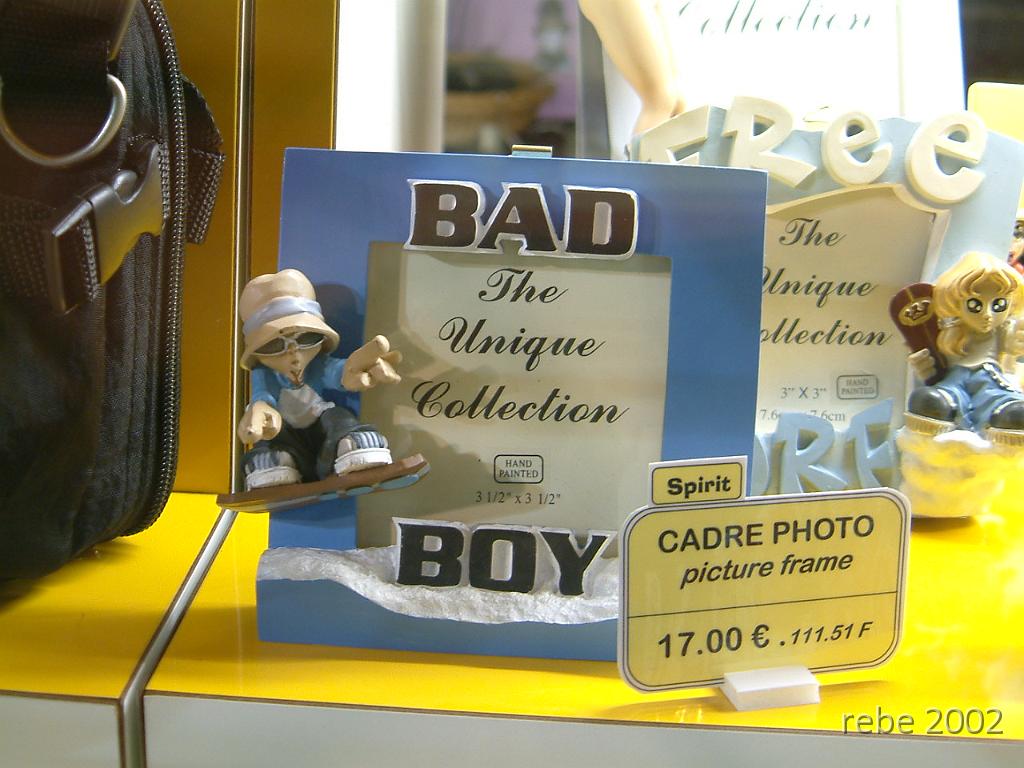 Collection
FRee
BAD
The
Unique
Collection
HAND
PAINTED
3 1/2" x 3 1/2"
BOY
The
Unique
Collection
3" X 3"
HAND
PAINTED
Spirit
CADRE PHOTO
picture frame
17.00 € .111.51 F
rebe 2002